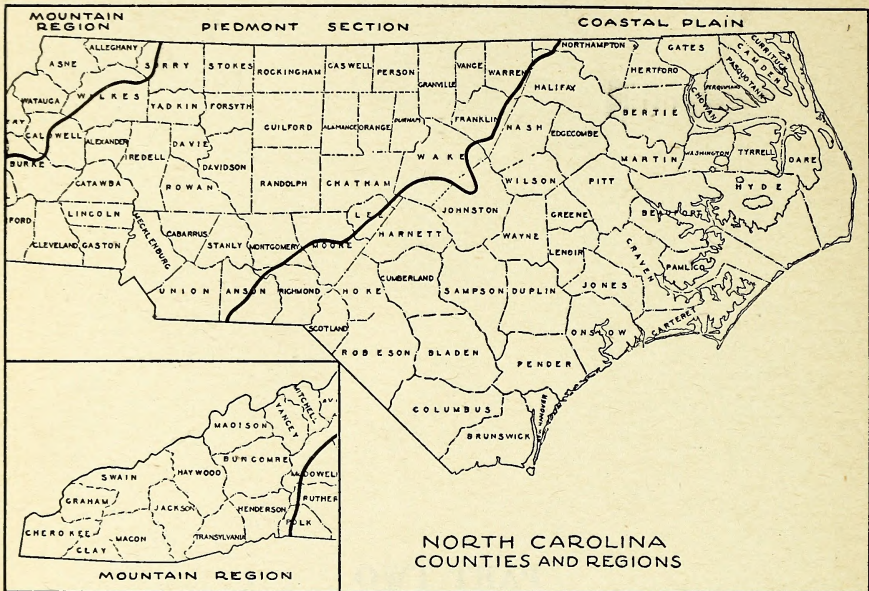 MOUNTAIN REGION
PIEDMONT SECTION
COASTAL PLAIN
ALLEGHANY
ASNE
SURRY
STOKES
ROCKINGHAM
CASWELL
PERSON
GRANVILLE
VANCE
WARREN
NORTHAMPTON
GATES
CURRITUCK
CAMDEN
PASQUOTANK
PERQUIMANS
CHOWAN
HERTFORD
HALIFAX
BERTIE
WATAUGA
WILKES
YADKIN
FORSYTH
GUILFORD
ALAMANCE
ORANGE
DURHAM
FRANKLIN
NASH
EDGECOMBE
MARTIN
WASHINGTON
TYRRELL
DARE
CALDWELL
ALEXANDER
BURKE
IREDELL
DAVIE
DAVIDSON
WAKE
CATAWBA
ROWAN
RANDOLPH
CHATHAM
WILSON
PITT
BEAUFORT
HYDE
FORD
LINCOLN
CLEVELAND
GASTON
MECKLENBURG
CABARRUS
STANLY
MONTGOMERY
MOORE
LEE
HARNETT
JOHNSTON
WAYNE
GREENE
LENOIR
CRAVEN
PAMLICO
UNION
ANSON
RICHMOND
HOKE
CUMBERLAND
SAMPSON
DUPLIN
JONES
CARTERET
SCOTLAND
ONSLOW
ROBESON
BLADEN
PENDER
COLUMBUS
BRUNSWICK
HANOVER
MADISON
YANCEY
MITCHELL
AV
BUNCOMBE
McDOWELL
SWAIN
HAYWOOD
RUTHER
GRAHAM
JACKSON
HENDERSON
POLK
CHEROKEE
MACON
TRANSYLVANIA
CLAY
MOUNTAIN REGION
NORTH CAROLINA
COUNTIES AND REGIONS